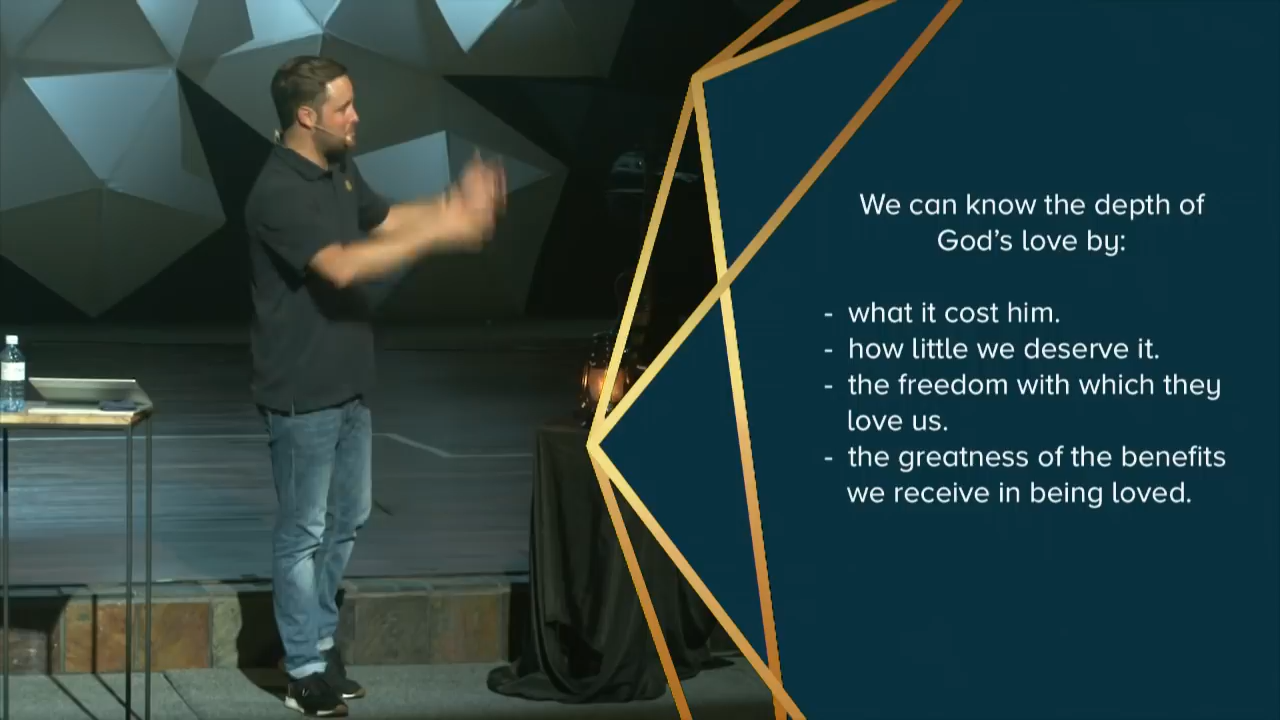 We can know the depth of
God's love by:
- what it cost him.
- how little we deserve it.
- the freedom with which they
love us.
- the greatness of the benefits
we receive in being loved.